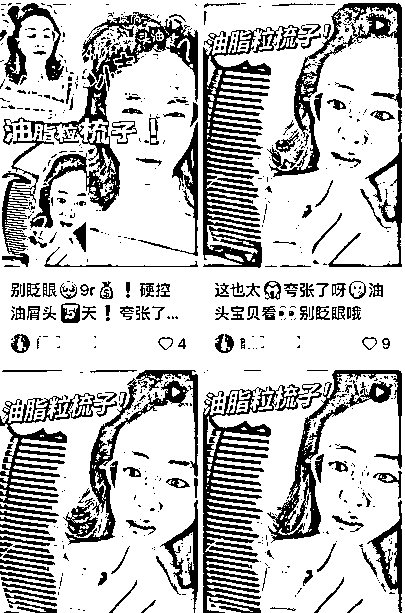 油脂粒梳子！
油脂粒梳子！
别眨眼🥺9r💰！硬控
油屑头5️⃣天！夸张了...
4
这也太😱夸张了呀😗油
头宝贝看👀别眨眼哦
9
油脂粒梳子！
油脂粒梳子！